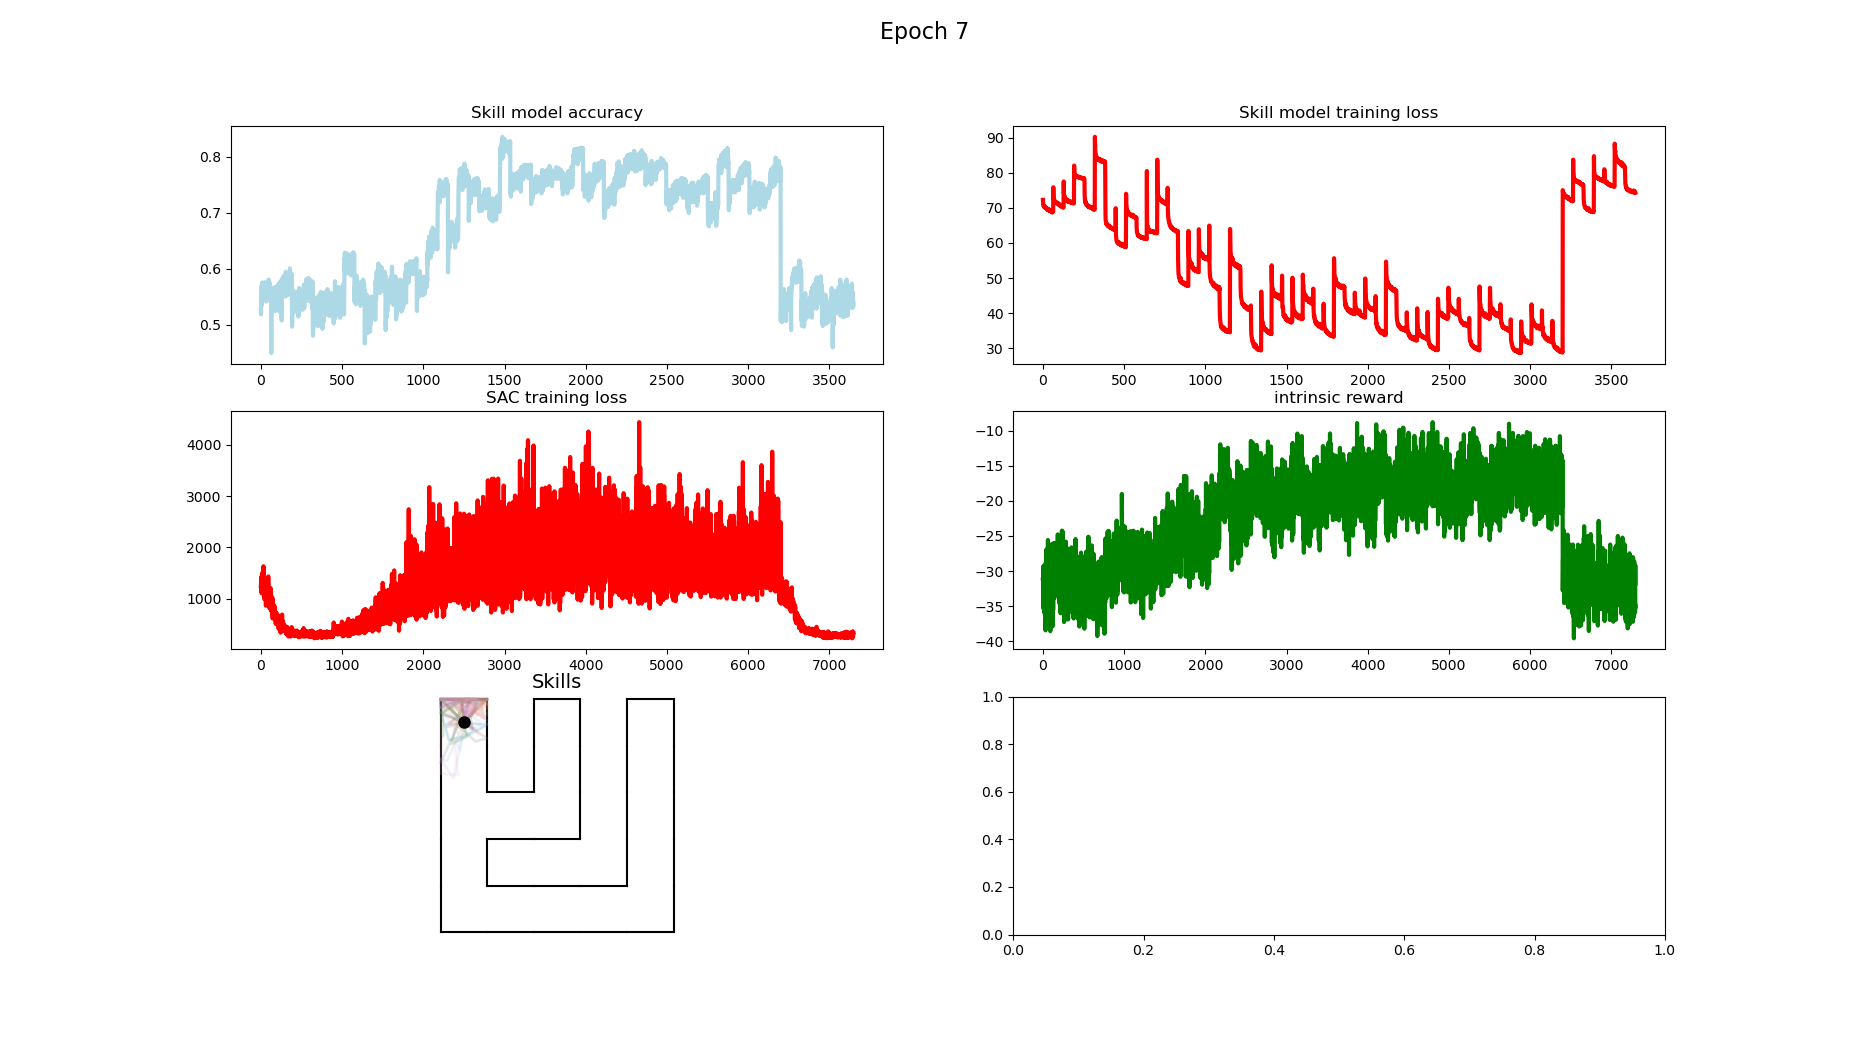 Epoch 7
Skill model accuracy
0.8
0.7
0.6
0.5
0 500 1000 1500 2000 2500 3000 3500
Skill model training loss
90
80
70
60
50
40
30
0 500 1000 1500 2000 2500 3000 3500
SAC training loss
4000
3000
2000
1000
0 1000 2000 3000 4000 5000 6000 7000
intrinsic reward
−10
−15
−20
−25
−30
−35
−40
0 1000 2000 3000 4000 5000 6000 7000
Skills
1.0
0.8
0.6
0.4
0.2
0.0
0.0 0.2 0.4 0.6 0.8 1.0